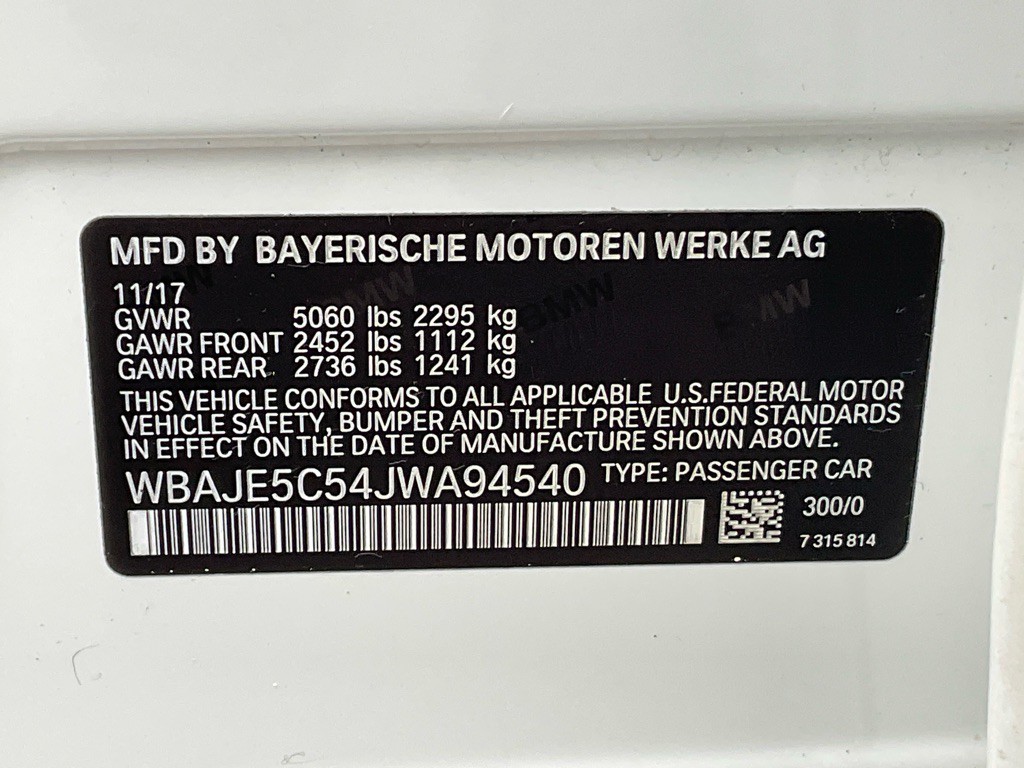 MFD BY BAYERISCHE MOTOREN WERKE AG
11/17
GVWR 5060 lbs 2295 kg
GAWR FRONT 2452 lbs 1112 kg
GAWR REAR 2736 lbs 1241 kg
THIS VEHICLE CONFORMS TO ALL APPLICABLE U.S.FEDERAL MOTOR
VEHICLE SAFETY, BUMPER AND THEFT PREVENTION STANDARDS
IN EFFECT ON THE DATE OF MANUFACTURE SHOWN ABOVE.
WBAJE5C54JWA94540 TYPE: PASSENGER CAR
300/0
7 315 814
BMW